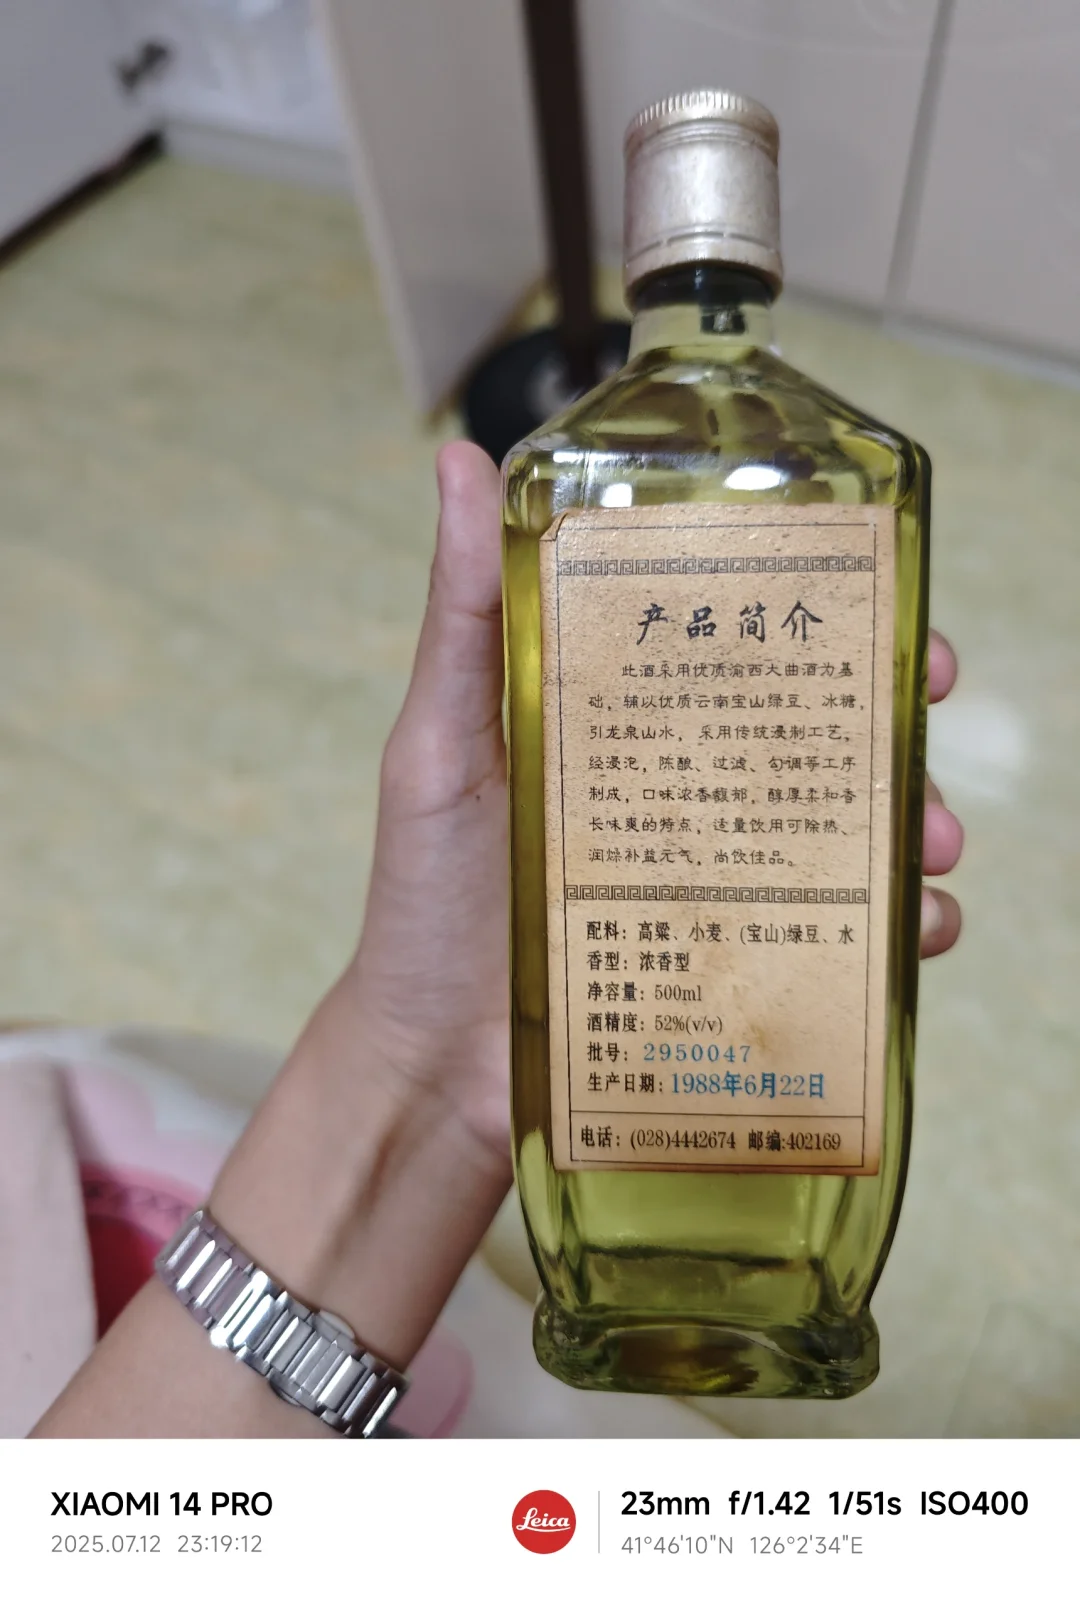 产品简介
此酒采用优质渝西大曲酒为基
础，辅以优质云南宝山绿豆、冰糖，
引龙泉山水，采用传统浸制工艺，
经浸泡，陈酿、过滤、勾调等工序
制成，口味浓香馥郁，醇厚柔和香
长味爽的特点，适量饮用可除热、
润燥补益元气，尚饮佳品。
配料：高粱、小麦、(宝山)绿豆、水
香型：浓香型
净容量：500ml
酒精度：52%(v/v)
批号：2950047
生产日期：1988年6月22日
电话：(028)4442674 邮编:402169
XIAOMI 14 PRO
2025.07.12 23:19:12
Leica
23mm f/1.42 1/51s ISO400
41°46'10"N 126°2'34"E